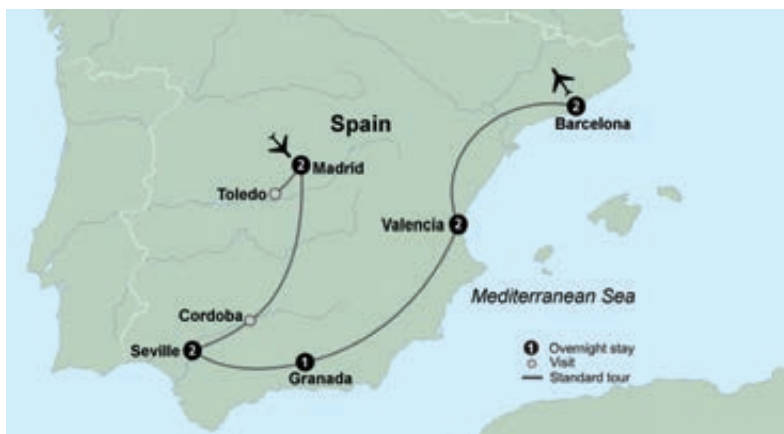 Spain
2
Barcelona
2
Madrid
Toledo
Valencia
2
Mediterranean Sea
Cordoba
Seville
2
1
Granada
1 Overnight stay
Visit
Standard tour